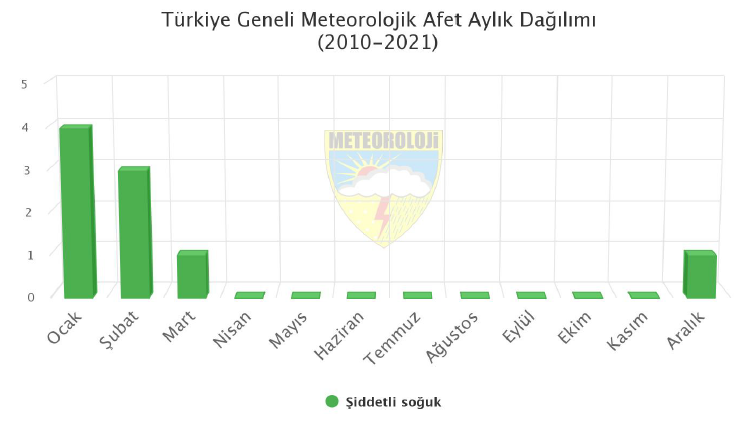 Türkiye Geneli Meteorolojik Afet Aylık Dağılımı
(2010-2021)
5
4
3
2
1
0
METEOROLOJİ
Ocak
Şubat
Mart
Nisan
Mayıs
Haziran
Temmuz
Ağustos
Eylül
Ekim
Kasım
Aralık
Şiddetli soğuk